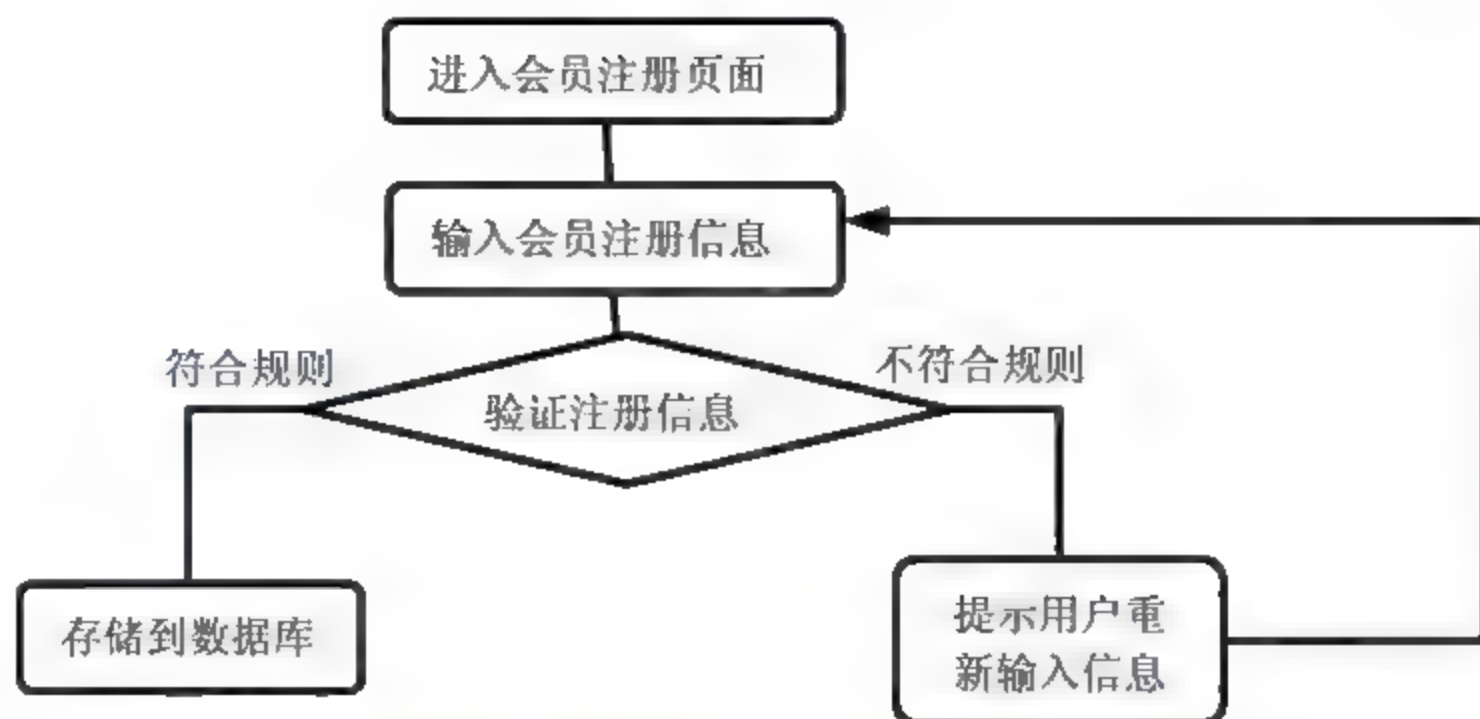 进入会员注册页面
输入会员注册信息
符合规则
不符合规则
验证注册信息
存储到数据库
提示用户重
新输入信息